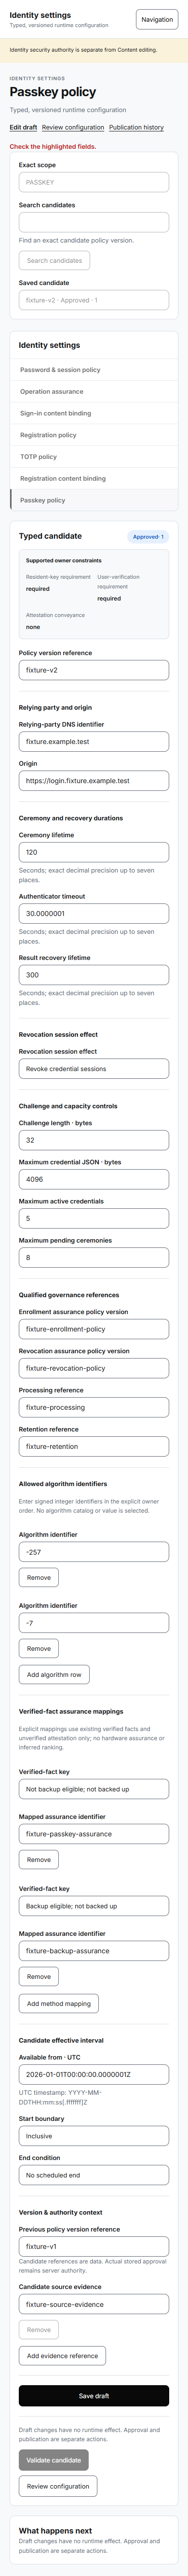 Identity settings
Typed, versioned runtime configuration
Navigation
Identity security authority is separate from Content editing.
IDENTITY SETTINGS
Passkey policy
Typed, versioned runtime configuration
Edit draft Review configuration Publication history
Check the highlighted fields.
Exact scope
PASSKEY
Search candidates
Find an exact candidate policy version.
Search candidates
Saved candidate
fixture-v2 · Approved · 1
Identity settings
Password & session policy
Operation assurance
Sign-in content binding
Registration policy
TOTP policy
Registration content binding
Passkey policy
Typed candidate
Approved· 1
Supported owner constraints
Resident-key requirement
required
User-verification
requirement
required
Attestation conveyance
none
Policy version reference
fixture-v2
Relying party and origin
Relying-party DNS identifier
fixture.example.test
Origin
https://login.fixture.example.test
Ceremony and recovery durations
Ceremony lifetime
120
Seconds; exact decimal precision up to seven
places.
Authenticator timeout
30.0000001
Seconds; exact decimal precision up to seven
places.
Result recovery lifetime
300
Seconds; exact decimal precision up to seven
places.
Revocation session effect
Revocation session effect
Revoke credential sessions
Challenge and capacity controls
Challenge length · bytes
32
Maximum credential JSON · bytes
4096
Maximum active credentials
5
Maximum pending ceremonies
8
Qualified governance references
Enrollment assurance policy version
fixture-enrollment-policy
Revocation assurance policy version
fixture-revocation-policy
Processing reference
fixture-processing
Retention reference
fixture-retention
Allowed algorithm identifiers
Enter signed integer identifiers in the explicit owner
order. No algorithm catalog or value is selected.
Algorithm identifier
-257
Remove
Algorithm identifier
-7
Remove
Add algorithm row
Verified-fact assurance mappings
Explicit mappings use existing verified facts and
unverified attestation only; no hardware assurance or
inferred ranking.
Verified-fact key
Not backup eligible; not backed up
Mapped assurance identifier
fixture-passkey-assurance
Remove
Verified-fact key
Backup eligible; not backed up
Mapped assurance identifier
fixture-backup-assurance
Remove
Add method mapping
Candidate effective interval
Available from · UTC
2026-01-01T00:00:00.0000001Z
UTC timestamp: YYYY-MM-
DDTHH:mm:ss[.fffffff]Z
Start boundary
Inclusive
End condition
No scheduled end
Version & authority context
Previous policy version reference
fixture-v1
Candidate references are data. Actual stored approval
remains server authority.
Candidate source evidence
fixture-source-evidence
Remove
Add evidence reference
Save draft
Draft changes have no runtime effect. Approval and
publication are separate actions.
Validate candidate
Review configuration
What happens next
Draft changes have no runtime effect. Approval and
publication are separate actions.